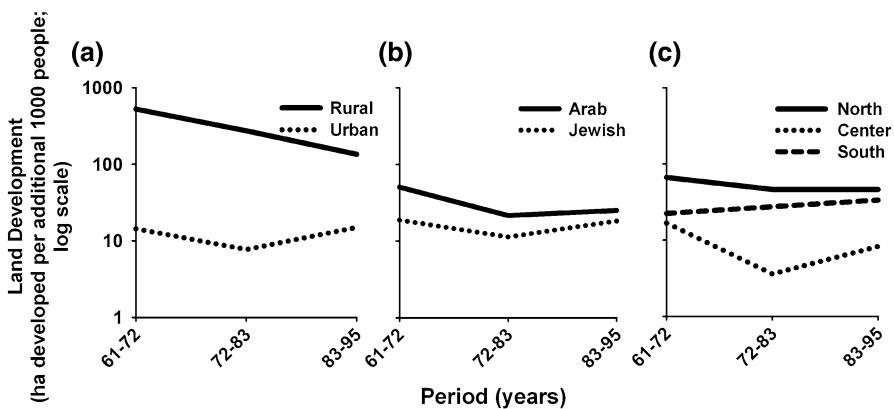 (a)
(b)
(c)
Land Development
(ha developed per additional 1000 people;
log scale)
1000
100
10
1
Rural
Urban
61-72
72-83
83-95
Arab
Jewish
61-72
72-83
83-95
North
Center
South
61-72
72-83
83-95
Period (years)